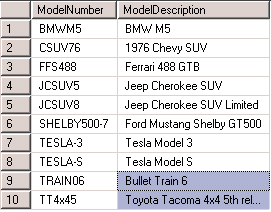 ModelNumber ModelDescription
1 BMWM5 BMW M5
2 CSUV76 1976 Chevy SUV
3 FFS488 Ferrari 488 GTB
4 JCSUV5 Jeep Cherokee SUV
5 JCSUV8 Jeep Cherokee SUV Limited
6 SHELBY500-7 Ford Mustang Shelby GT500
7 TESLA-3 Tesla Model 3
8 TESLA-S Tesla Model S
9 TRAIN06 Bullet Train 6
10 TT4x45 Toyota Tacoma 4x4 5th rel...